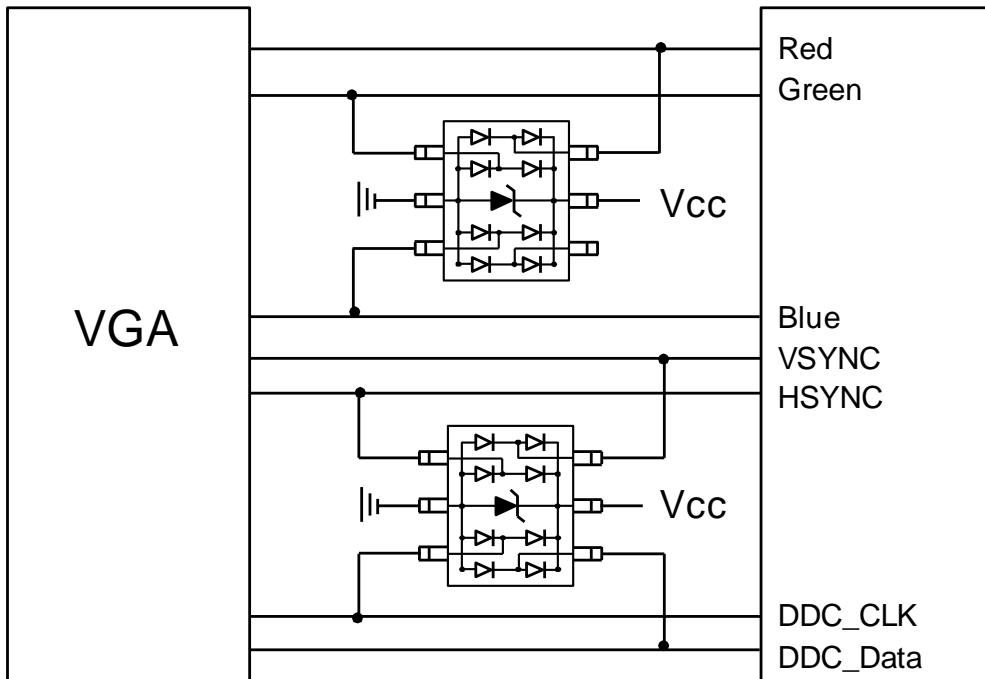 Red
Green
Vcc
VGA
Blue
VSYNC
HSYNC
Vcc
DDC_CLK
DDC_Data